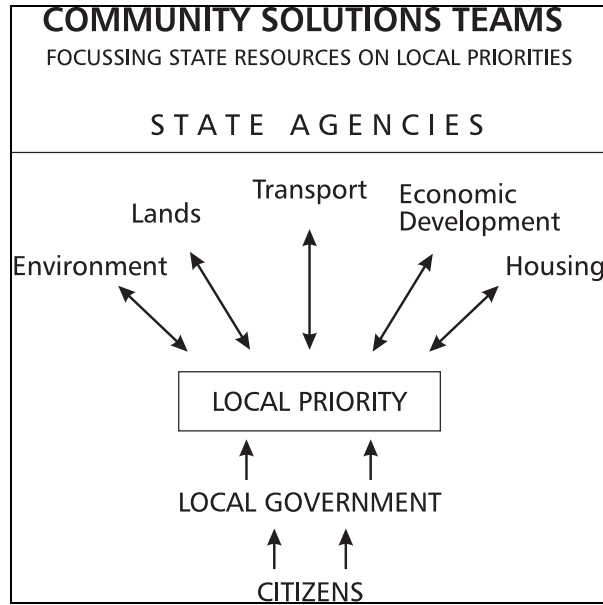 COMMUNITY SOLUTIONS TEAMS
FOCUSSING STATE RESOURCES ON LOCAL PRIORITIES
STATE AGENCIES
Transport
Economic
Development
Lands
Environment
Housing
LOCAL PRIORITY
LOCAL GOVERNMENT
CITIZENS